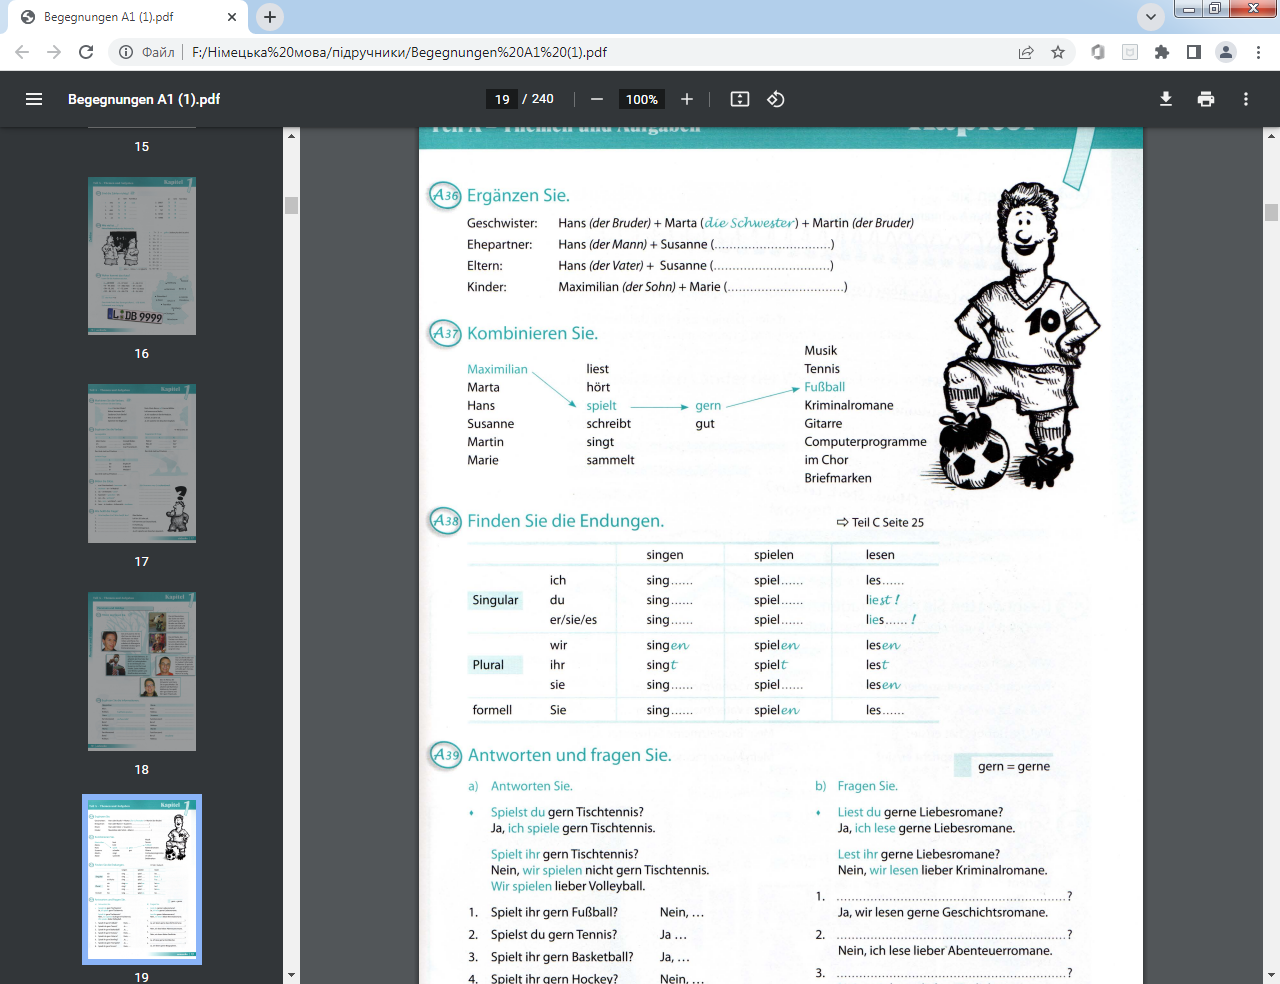 Begegnungen A1 (1).pdf
Файл
F:/Німецька%20мова/підручники/Begegnungen%20A1%20(1).pdf
Begegnungen A1 (1).pdf
19 / 240
100%
15
16
17
18
19
Teil A – Themen und Aufgaben
Kapitel 1
A36 Ergänzen Sie.
Geschwister: Hans (der Bruder) + Marta (die Schwester) + Martin (der Bruder)
Ehepartner: Hans (der Mann) + Susanne (..............................)
Eltern: Hans (der Vater) + Susanne (..............................)
Kinder: Maximilian (der Sohn) + Marie (..............................)
10
A37 Kombinieren Sie.
Musik
Maximilian liest Tennis
Marta hört Fußball
Hans spielt gern Kriminalromane
Susanne schreibt gut Gitarre
Martin singt Computerprogramme
Marie sammelt im Chor
Briefmarken
A38 Finden Sie die Endungen.
⇨ Teil C Seite 25
singen spielen lesen
ich sing...... spiel...... les......
Singular du sing...... spiel...... liest !
er/sie/es sing...... spiel...... lies...... !
wir singen spielen lesen
Plural ihr singt spielt lest
sie sing...... spiel...... lesen
formell Sie sing...... spielen les......
A39 Antworten und fragen Sie.
gern = gerne
a) Antworten Sie.
Spielst du gern Tischtennis?
Ja, ich spiele gern Tischtennis.
Spielt ihr gern Tischtennis?
Nein, wir spielen nicht gern Tischtennis.
Wir spielen lieber Volleyball.
1. Spielt ihr gern Fußball? Nein, ...
2. Spielst du gern Tennis? Ja ...
3. Spielt ihr gern Basketball? Ja, ...
4. Spielt ihr gern Hockey? Nein, ...
b) Fragen Sie.
Liest du gerne Liebesromane?
Ja, ich lese gerne Liebesromane.
Lest ihr gerne Liebesromane?
Nein, wir lesen lieber Kriminalromane.
1. ..........................................................?
Ja, wir lesen gerne Geschichtsromane.
2. ..........................................................?
Nein, ich lese lieber Abenteuerromane.
3. ..........................................................?